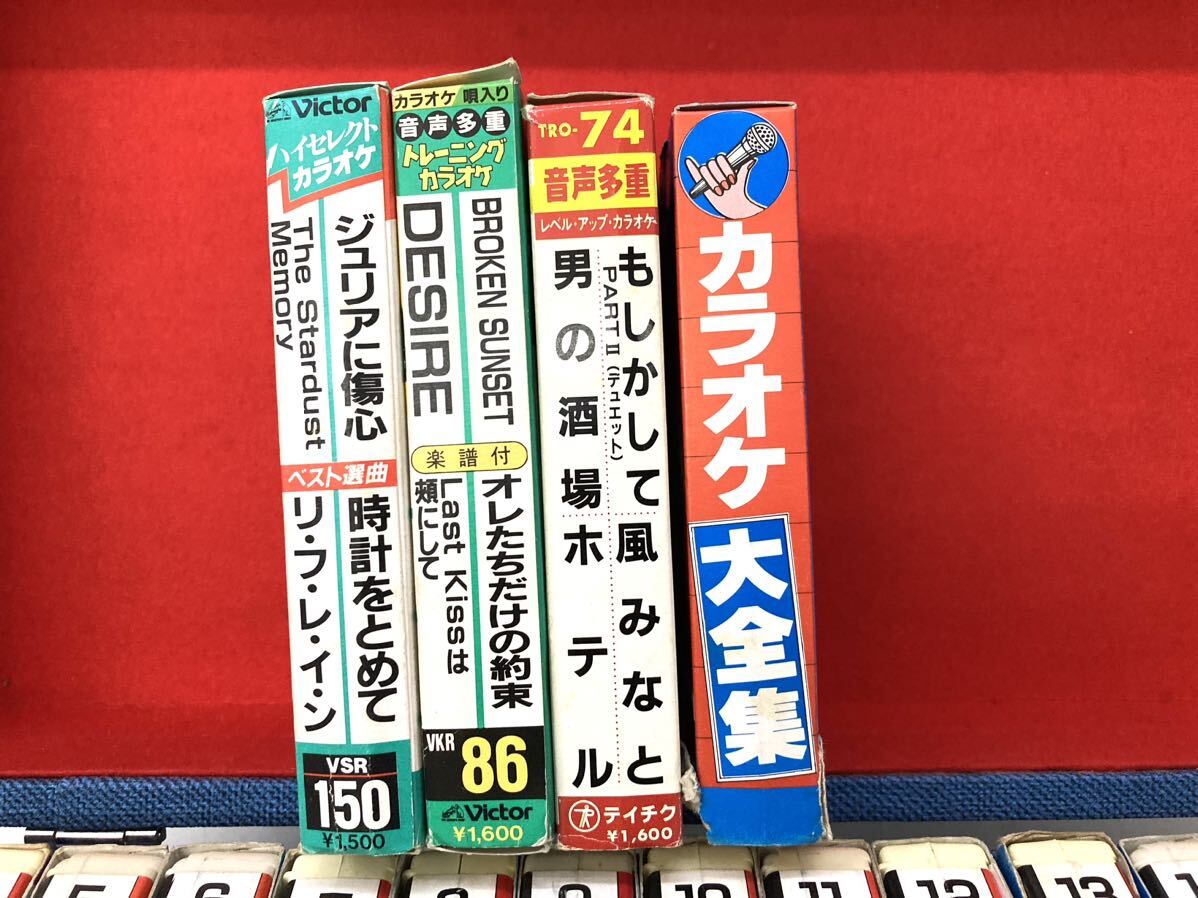 Victor
ハイセレクト
カラオケ
ジュリアに傷心
The Stardust
Memory
ベスト選曲
時計をとめて
リ・フ・レ・イ・ン
VSR
150
¥1,500
カラオケ 唄入り
音声多重
トレーニング
カラオケ
BROKEN SUNSET
DESIRE
楽譜付
オレたちだけの約束
Last Kissは
頬にして
VKR
86
Victor
¥1,600
TRO-74
音声多重
レベル・アップ・カラオケ
もしかして
PARTⅡ(デュエット)
男の酒場
風みなと
ホテル
テイチク
¥1,600
カラオケ
大全集
5
6
7
8
9
10
11
12
13